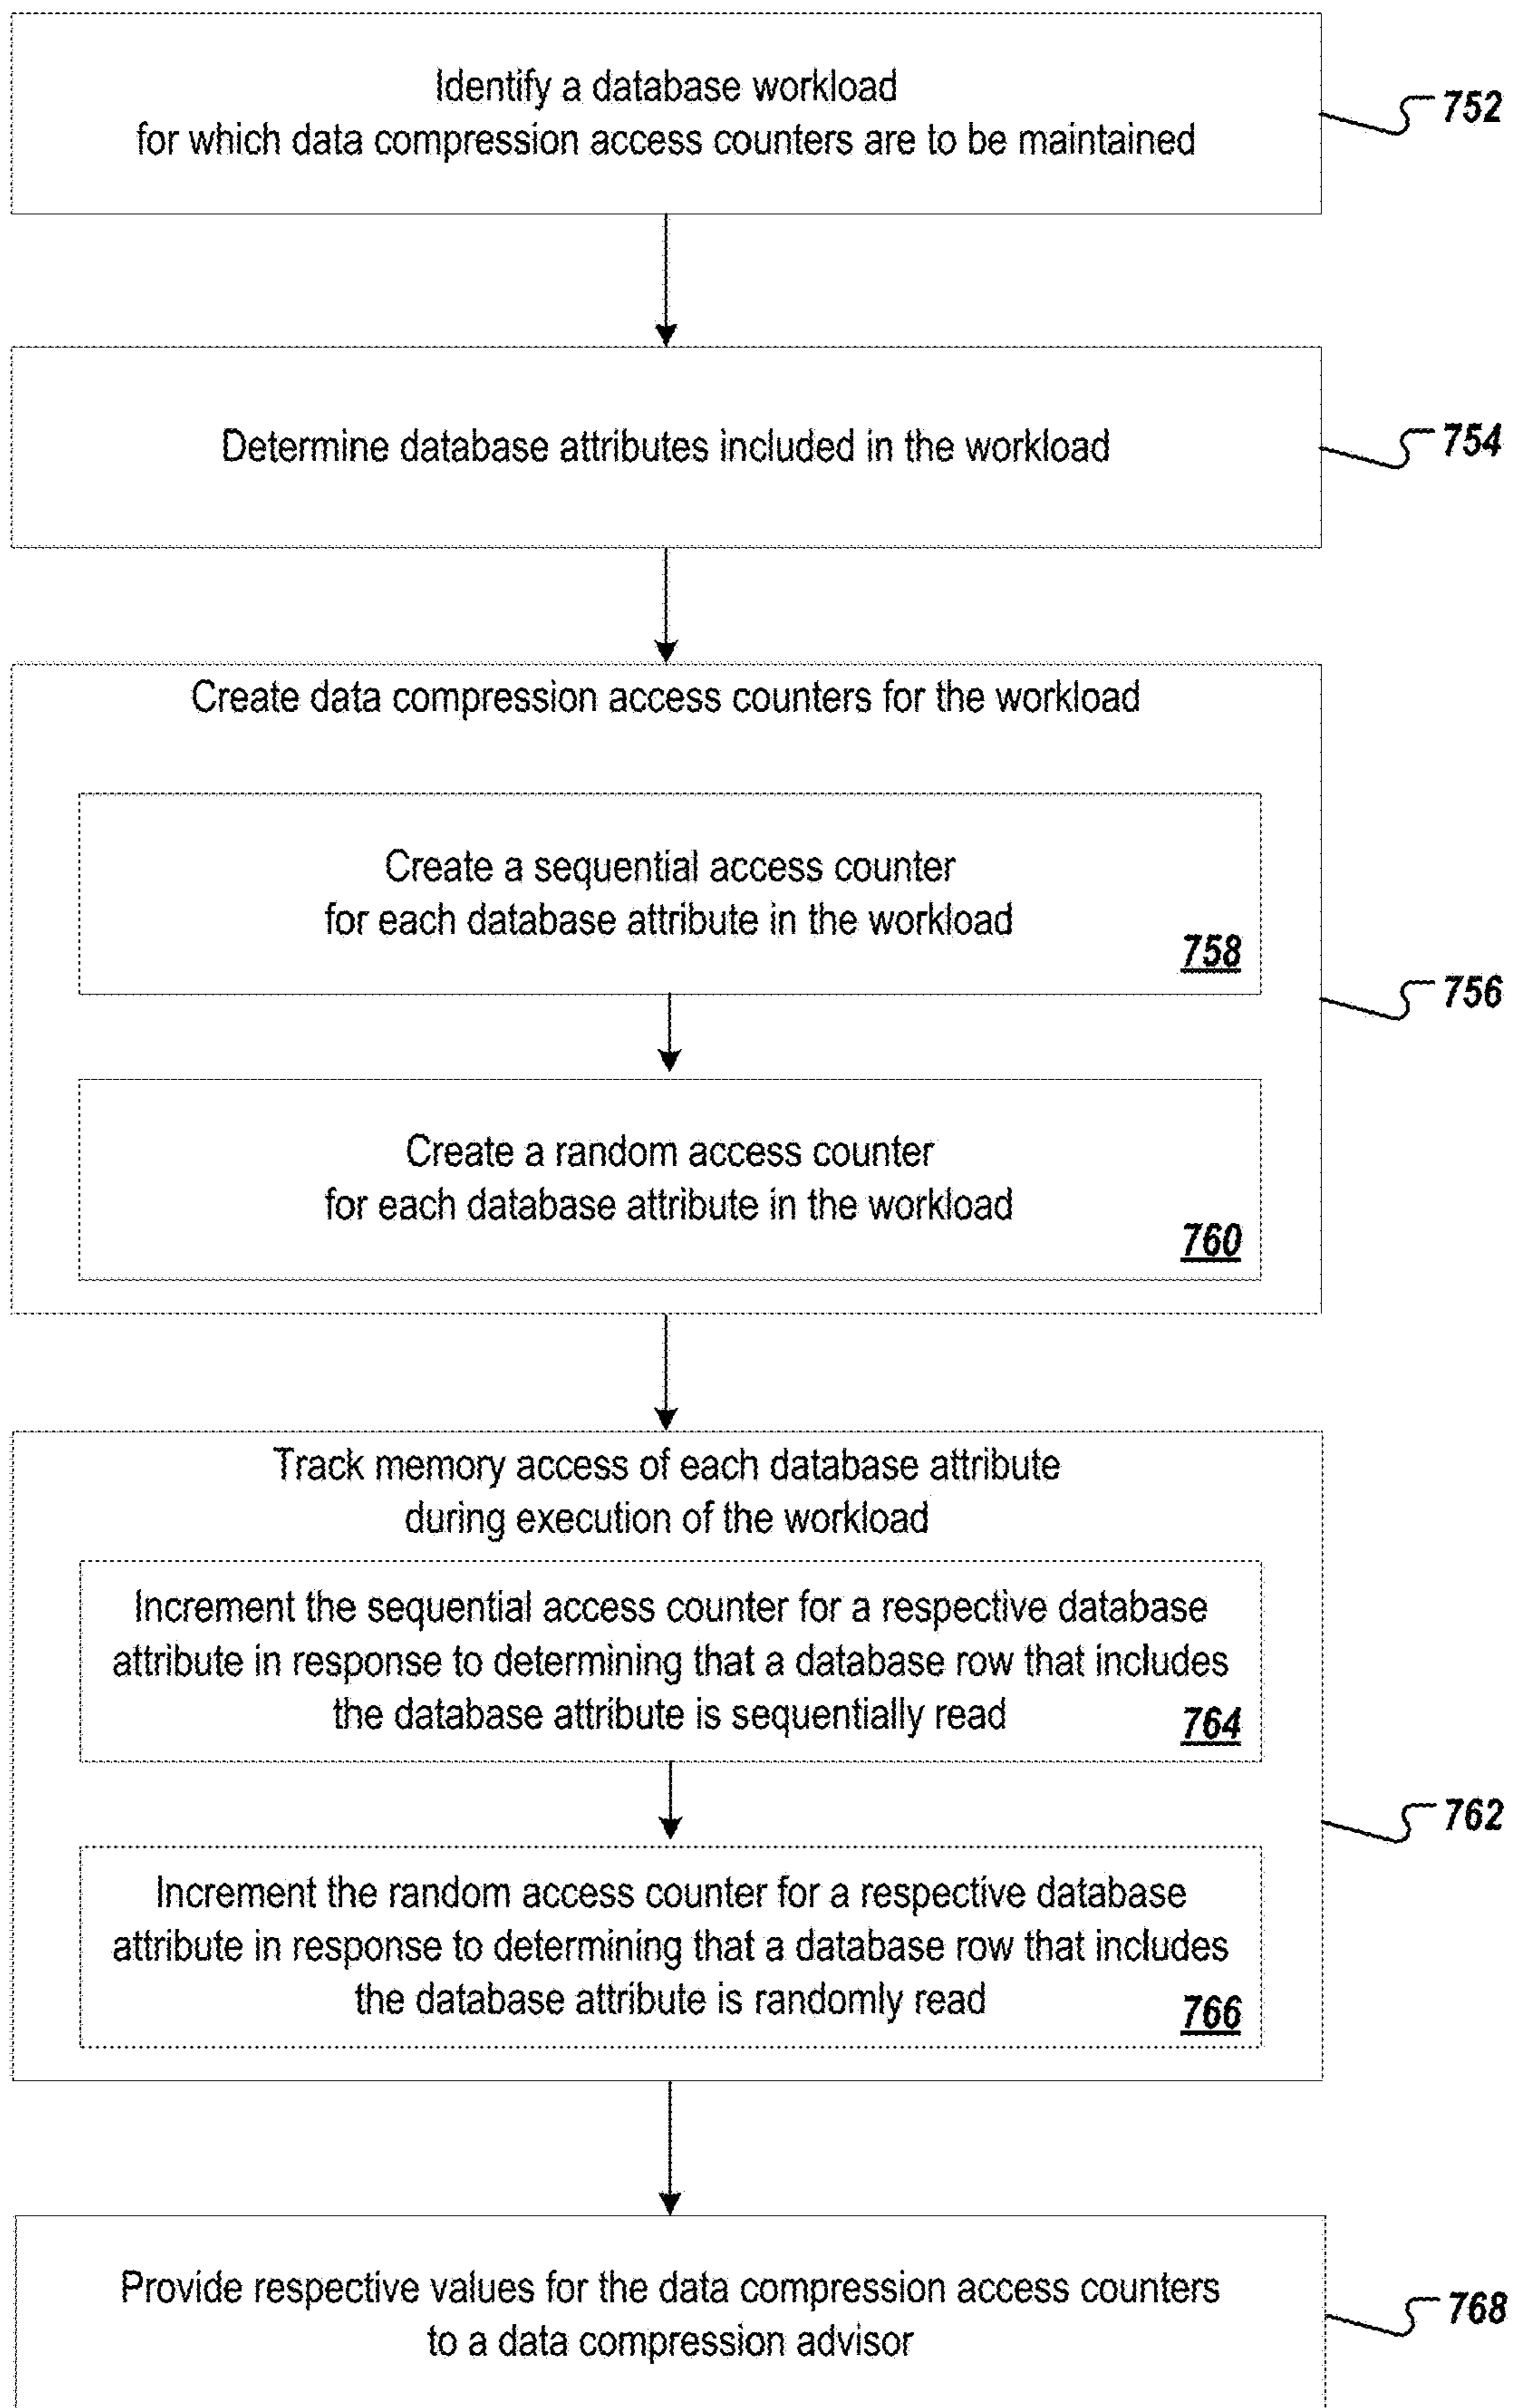 Identify a database workload
for which data compression access counters are to be maintained
752
Determine database attributes included in the workload
754
Create data compression access counters for the workload
Create a sequential access counter
for each database attribute in the workload
758
756
Create a random access counter
for each database attribute in the workload
760
Track memory access of each database attribute
during execution of the workload
Increment the sequential access counter for a respective database
attribute in response to determining that a database row that includes
the database attribute is sequentially read
764
762
Increment the random access counter for a respective database
attribute in response to determining that a database row that includes
the database attribute is randomly read
766
Provide respective values for the data compression access counters
to a data compression advisor
768